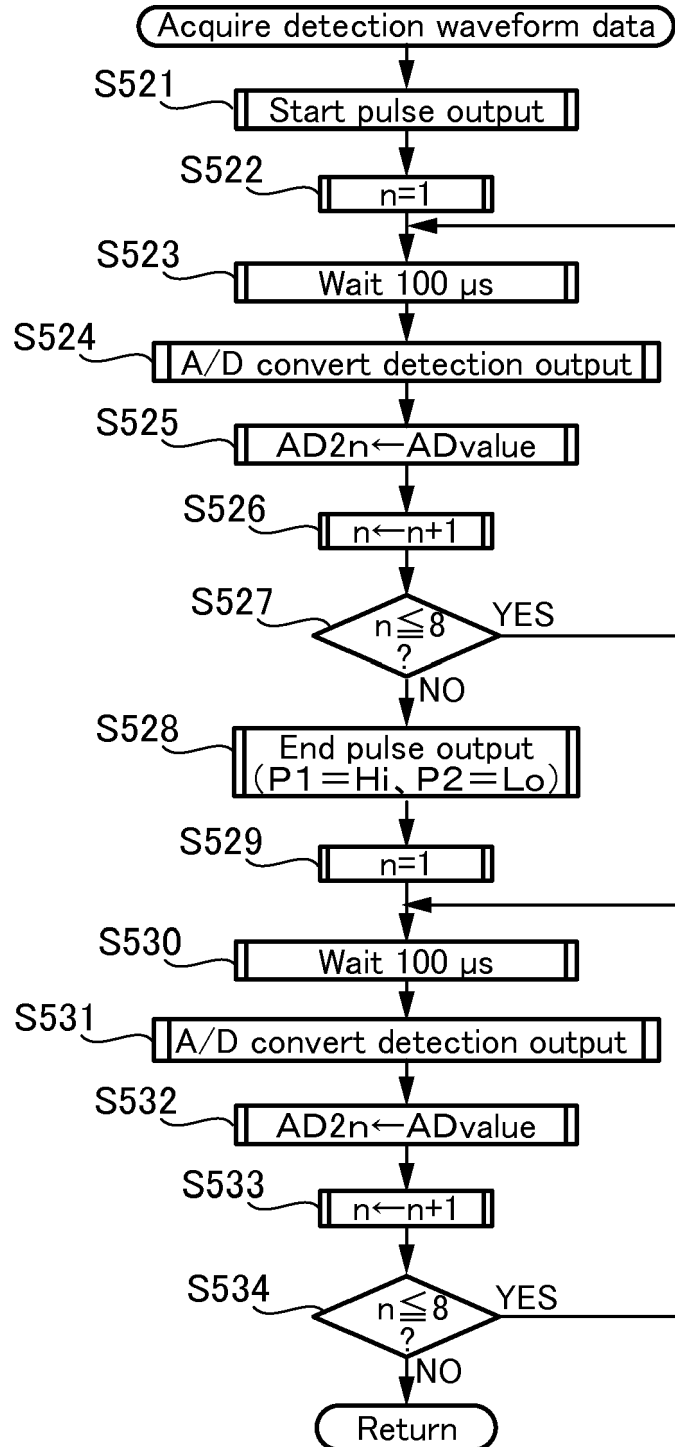 Acquire detection waveform data
S521
Start pulse output
S522
n=1
S523
Wait 100 µs
S524
A/D convert detection output
S525
AD2n←ADvalue
S526
n←n+1
S527
n≦8
?
YES
NO
S528
End pulse output
(P1=Hi、P2=Lo)
S529
n=1
S530
Wait 100 µs
S531
A/D convert detection output
S532
AD2n←ADvalue
S533
n←n+1
S534
n≦8
?
YES
NO
Return